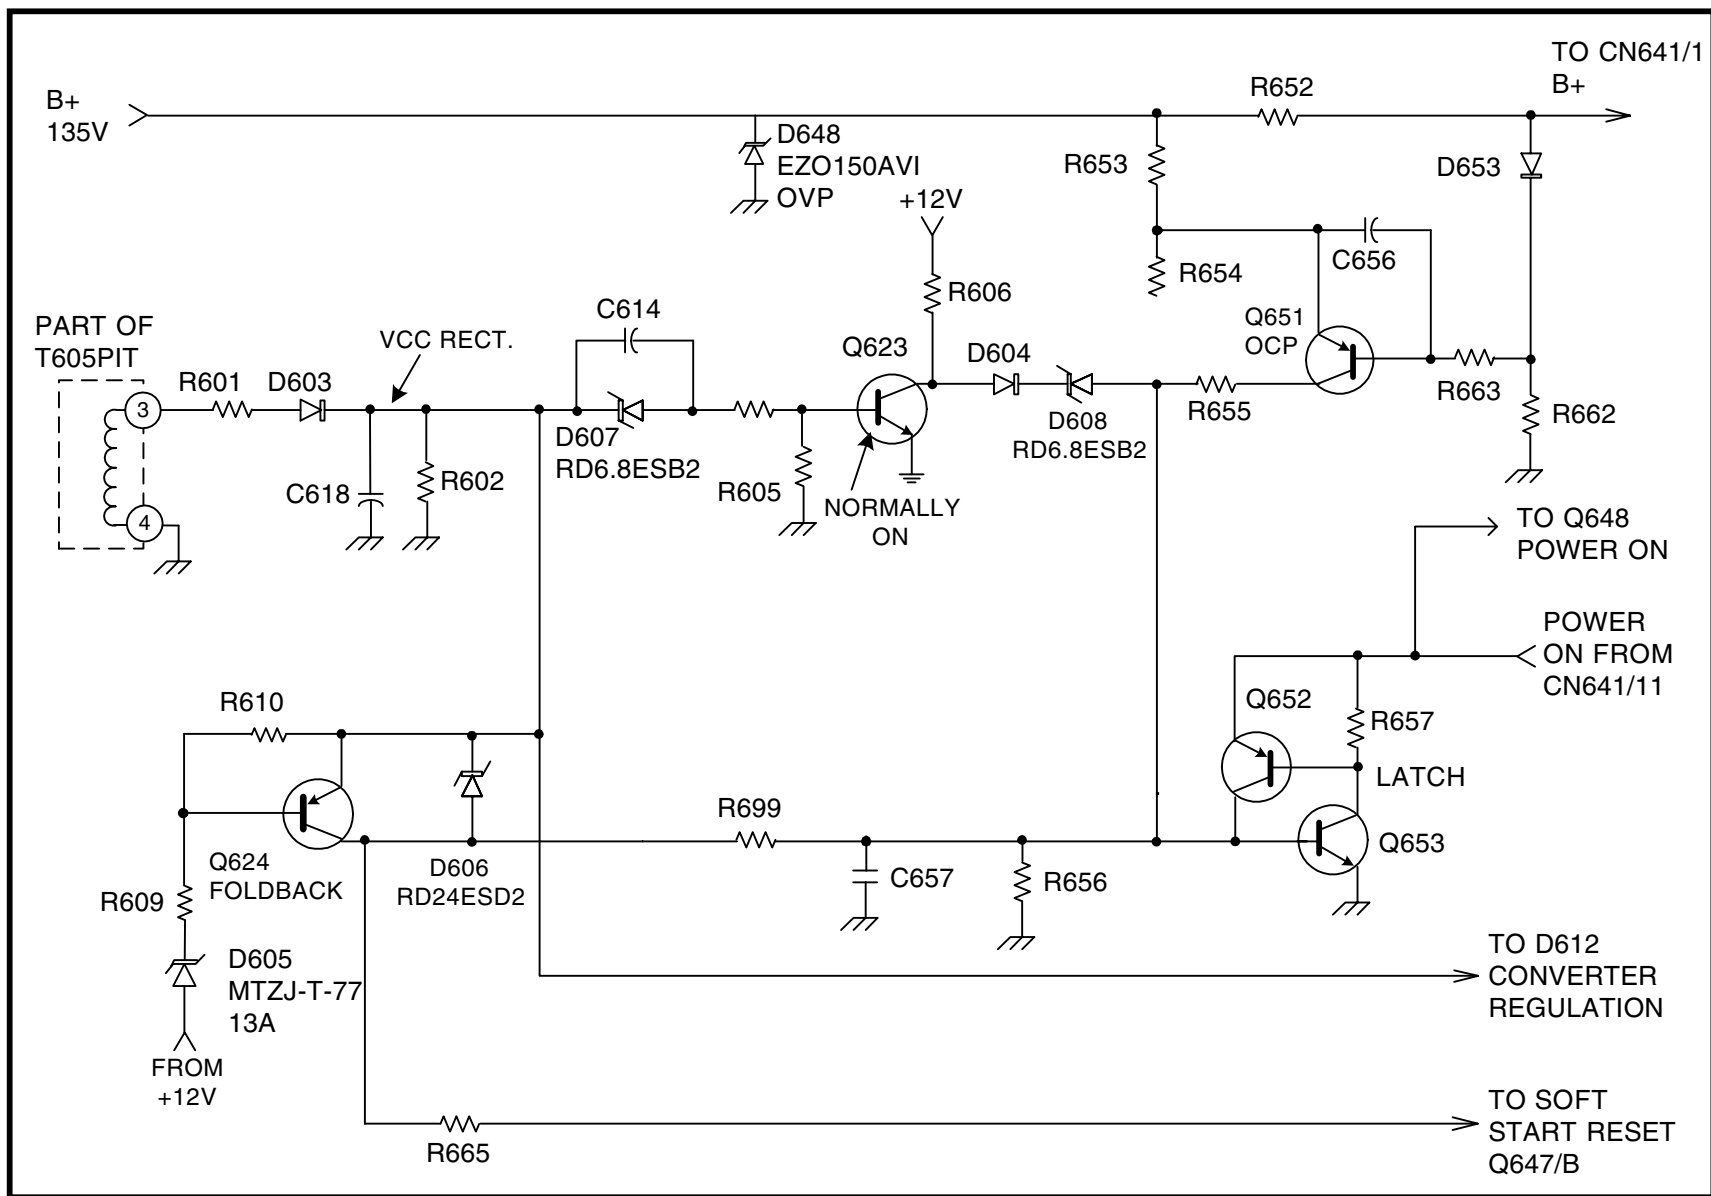 TO CN641/1
B+
B+
135V
R652
D648
EZO150AVI
OVP
R653
D653
+12V
R654
C656
R606
PART OF
T605PIT
VCC RECT.
C614
Q623
D604
Q651
OCP
R601
D603
3
D607
RD6.8ESB2
D608
RD6.8ESB2
R655
R663
R662
C618
R602
R605
NORMALLY
ON
4
TO Q648
POWER ON
POWER
ON FROM
CN641/11
R610
Q652
R657
LATCH
R699
Q653
Q624
FOLDBACK
D606
RD24ESD2
C657
R656
R609
D605
MTZJ-T-77
13A
TO D612
CONVERTER
REGULATION
FROM
+12V
R665
TO SOFT
START RESET
Q647/B